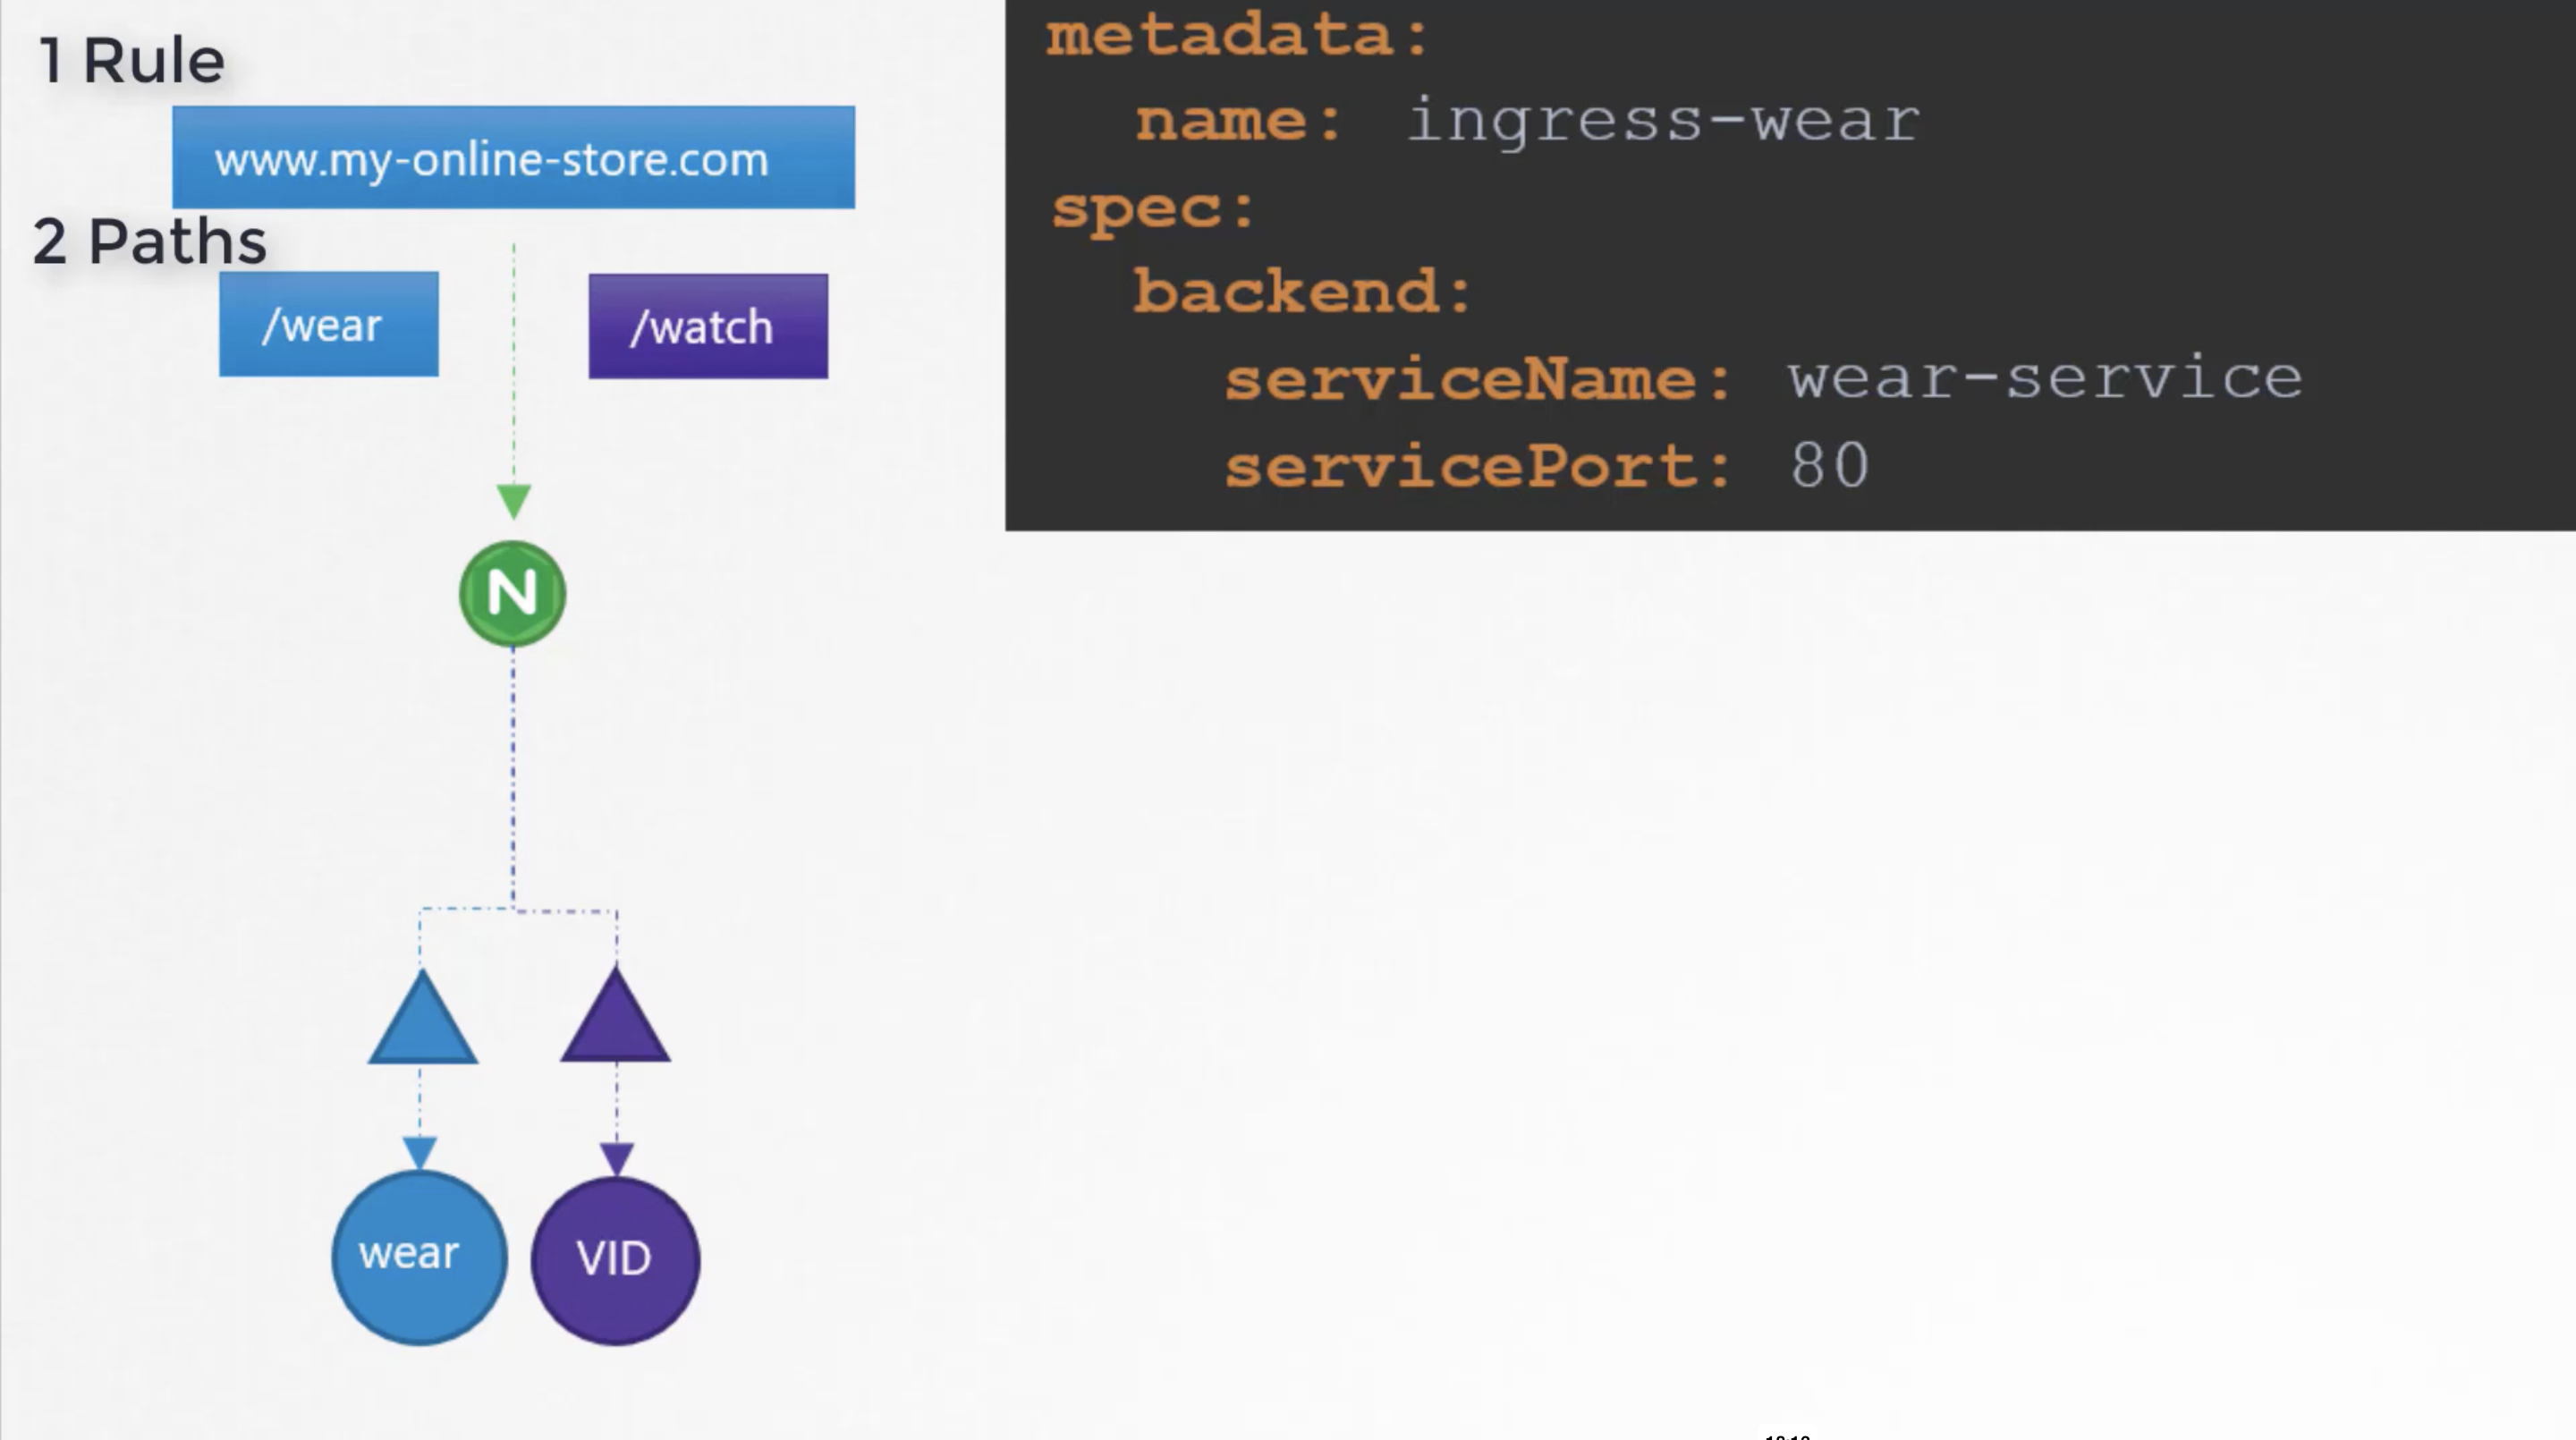 1 Rule
www.my-online-store.com
2 Paths
/wear
/watch
N
wear
VID
metadata:
  name: ingress-wear
spec:
  backend:
    serviceName: wear-service
    servicePort: 80